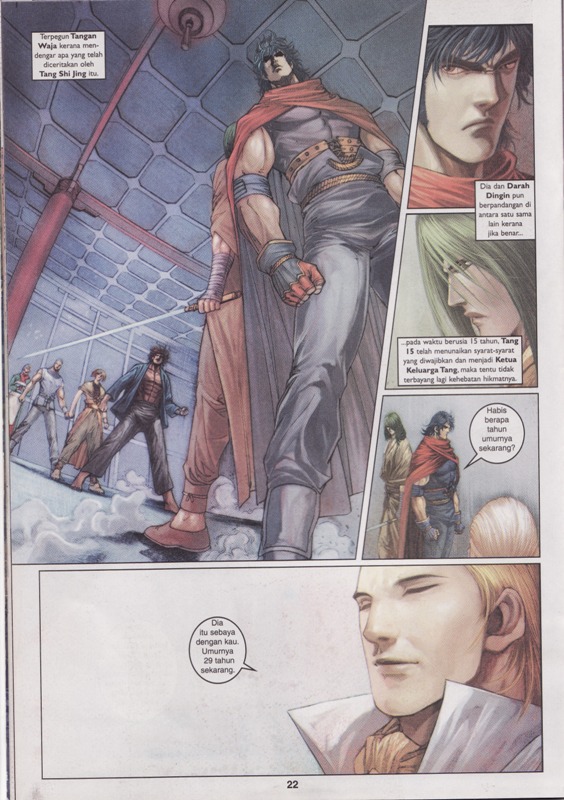 Terpegun Tangan
Waja kerana men-
dengar apa yang telah
diceritakan oleh
Tang Shi Jing itu.
Dia dan Darah
Dingin pun
berpandangan di
antara satu sama
lain kerana
jika benar...
...pada waktu berusia 15 tahun, Tang
15 telah menunaikan syarat-syarat
yang diwajibkan dan menjadi Ketua
Keluarga Tang, maka tentu tidak
terbayang lagi kehebatan hikmatnya.
Habis
berapa
tahun
umurnya
sekarang?
Dia
itu sebaya
dengan kau.
Umurnya
29 tahun
sekarang.
22